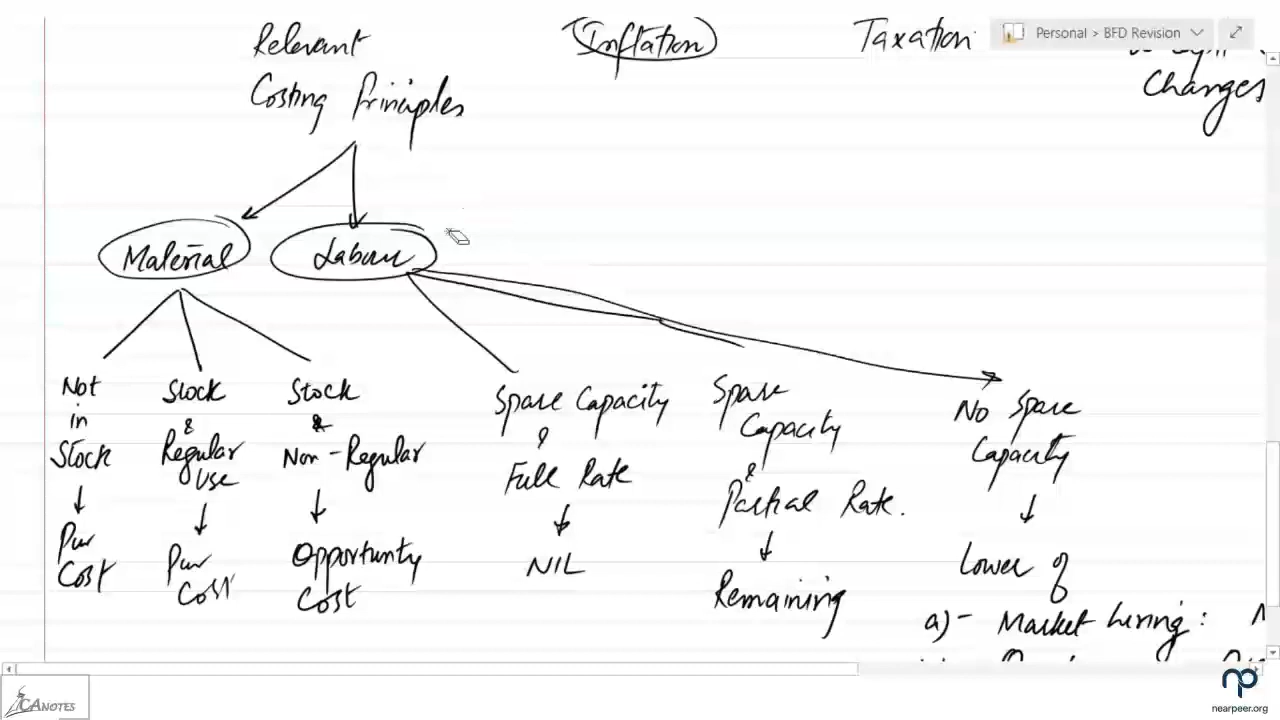 Relevant
Costing Principles
Inflation
Taxation
Personal > BFD Revision
Changes
Material
Labour
Not
in
Stock
Pur
Cost
Stock
&
Regular
Use
Pur
Cost
Stock
&
Non-Regular
Opportunity
Cost
Spare Capacity
&
Full Rate
NIL
Spare
Capacity
&
Partial Rate.
Remaining
No Spare
Capacity
Lower of
a)- Market hiring:
CANOTES
np
nearpeer.org